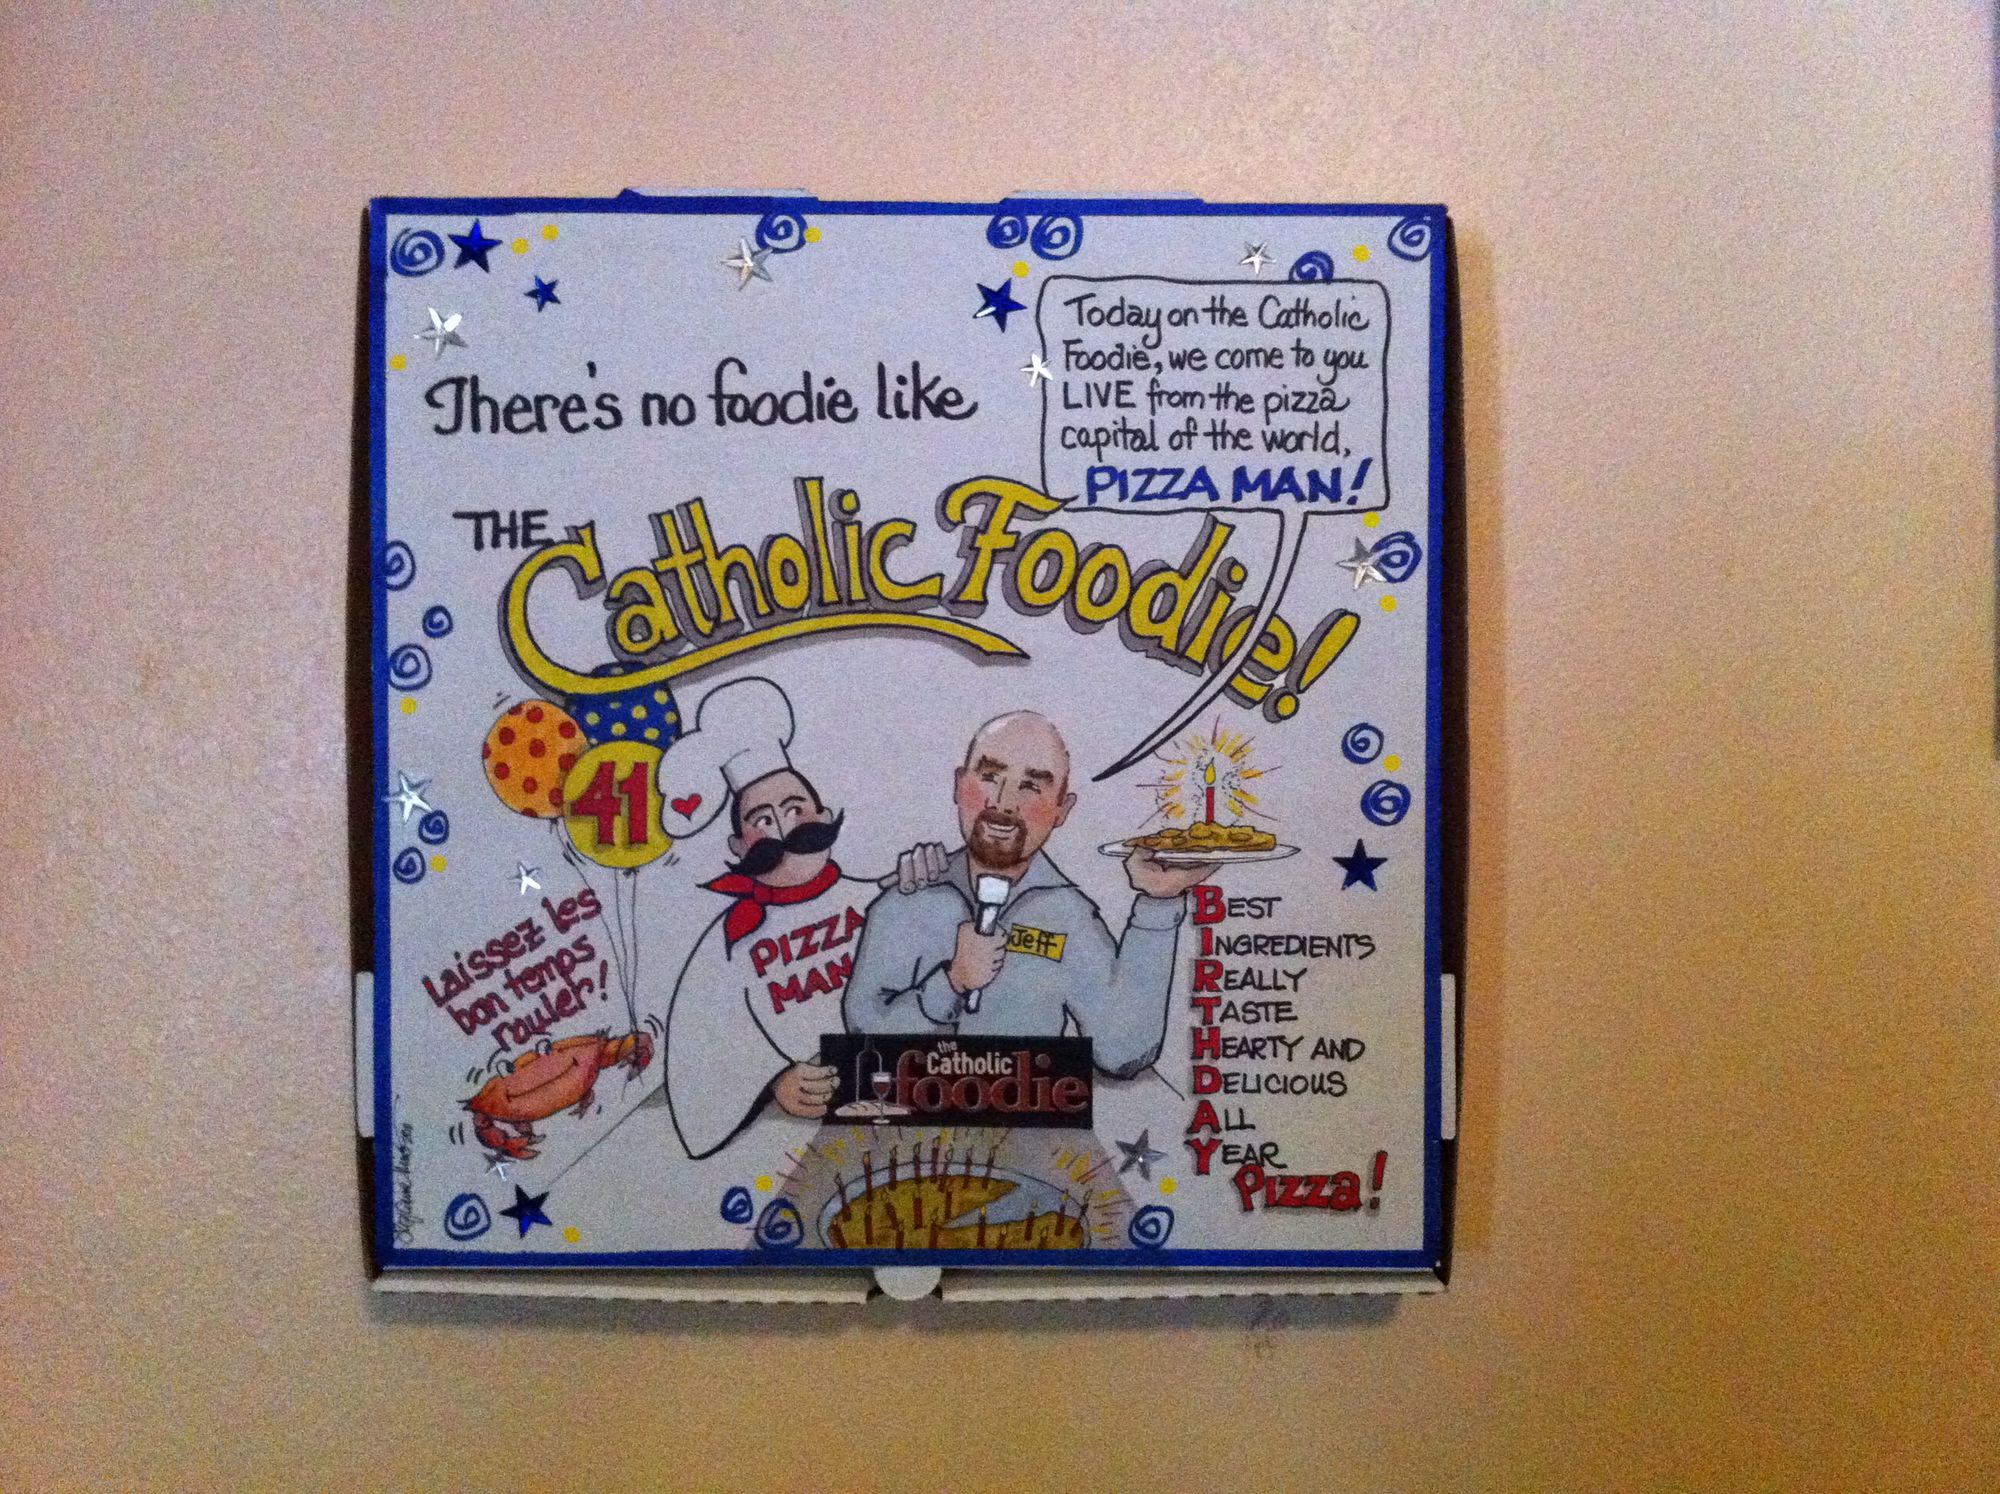 There's no foodie like
THE Catholic Foodie!
Today on the Catholic
Foodie, we come to you
LIVE from the pizza
capital of the world,
PIZZA MAN!
41
Laissez les
bon temps
rouler!
PIZZA
MAN
Jeff
the
Catholic
foodie
BEST
INGREDIENTS
REALLY
TASTE
HEARTY AND
DELICIOUS
ALL
YEAR
Pizza!